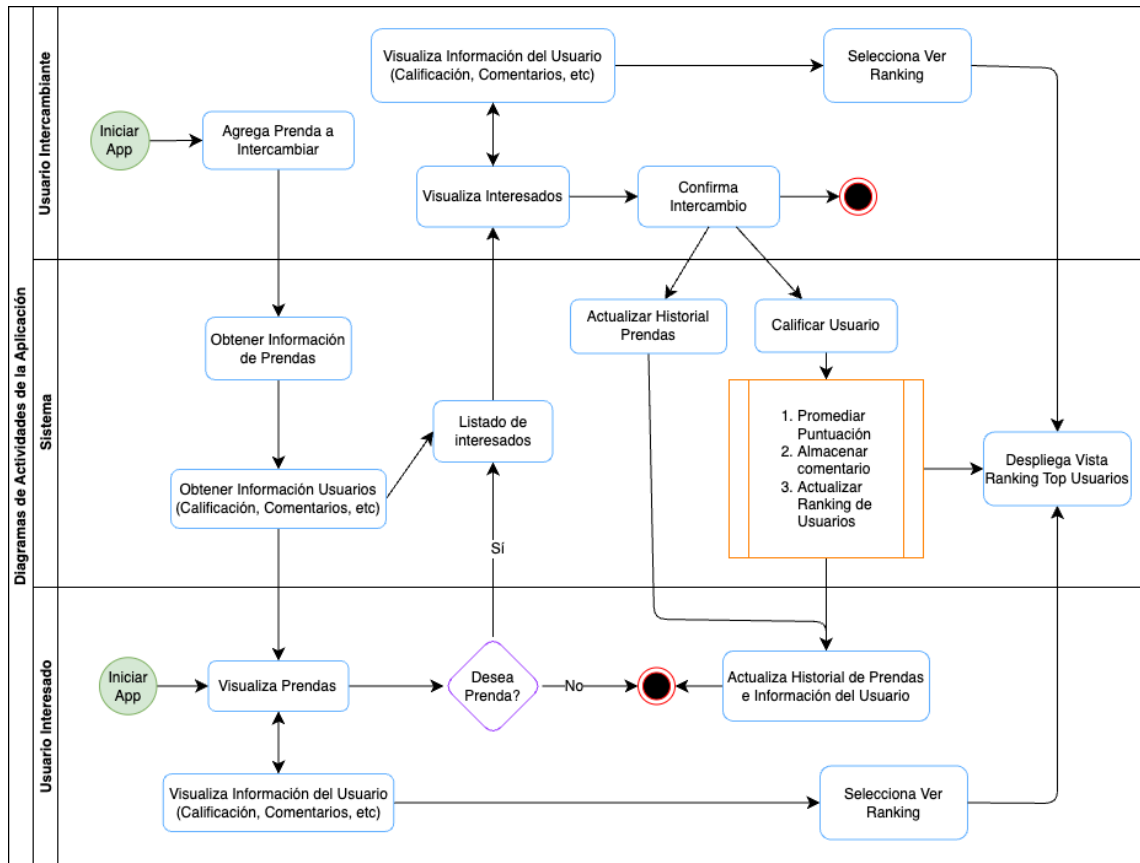 Diagramas de Actividades de la Aplicación
Usuario Intercambiante
Iniciar
App
Agrega Prenda a
Intercambiar
Visualiza Información del Usuario
(Calificación, Comentarios, etc)
Selecciona Ver
Ranking
Visualiza Interesados
Confirma
Intercambio
Sistema
Obtener Información
de Prendas
Actualizar Historial
Prendas
Calificar Usuario
Listado de
interesados
1. Promediar
Puntuación
2. Almacenar
comentario
3. Actualizar
Ranking de
Usuarios
Despliega Vista
Ranking Top Usuarios
Obtener Información Usuarios
(Calificación, Comentarios, etc)
Sí
Usuario Interesado
Iniciar
App
Visualiza Prendas
Desea
Prenda?
No
Actualiza Historial de Prendas
e Información del Usuario
Visualiza Información del Usuario
(Calificación, Comentarios, etc)
Selecciona Ver
Ranking